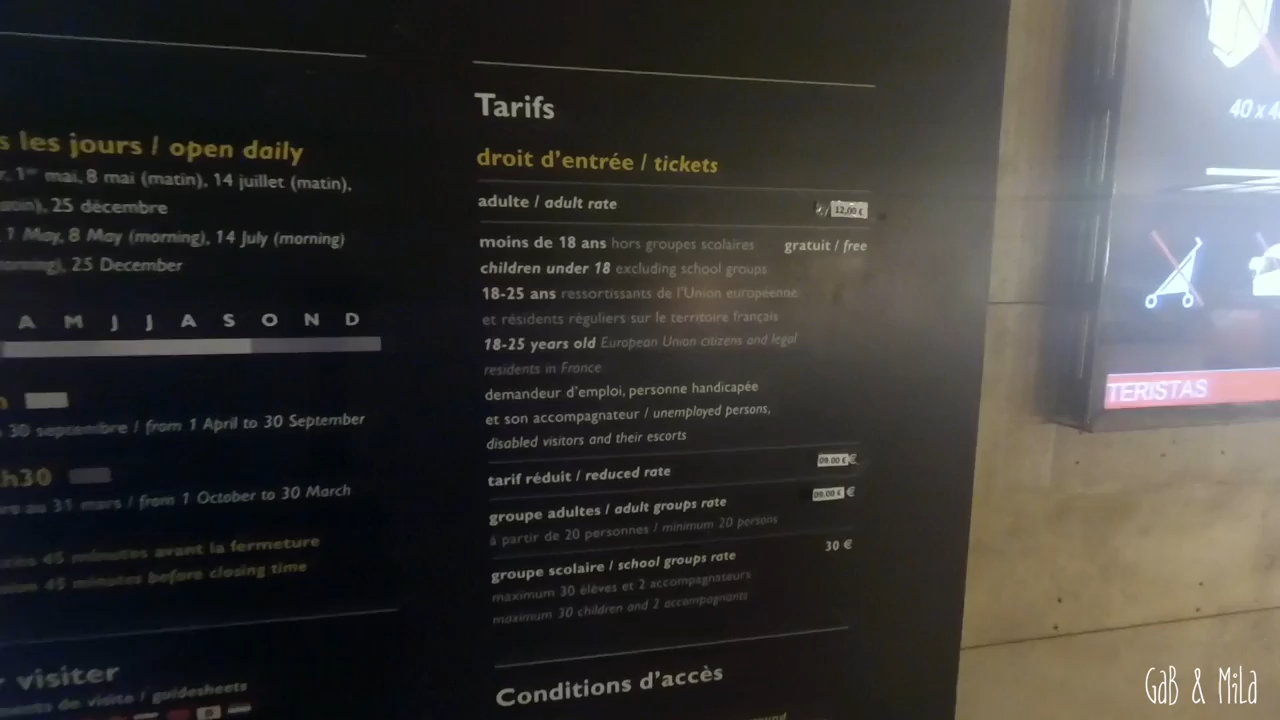 s les jours / open daily
1er mai, 8 mai (matin), 14 juillet (matin),
25 décembre
1 May, 8 May (morning), 14 July (morning)
25 December
A M J J A S O N D
30 septembre / from 1 April to 30 September
h30
au 31 mars / from 1 October to 30 March
45 minutes avant la fermeture
45 minutes before closing time
visiter
de visite / guidesheets
Tarifs
droit d'entrée / tickets
adulte / adult rate 12,00 €
moins de 18 ans hors groupes scolaires gratuit / free
children under 18 excluding school groups
18-25 ans ressortissants de l'Union européenne
et résidents réguliers sur le territoire français
18-25 years old European Union citizens and legal
residents in France
demandeur d'emploi, personne handicapée
et son accompagnateur / unemployed persons,
disabled visitors and their escorts
tarif réduit / reduced rate 09.00 € €
groupe adultes / adult groups rate 09.00 € €
à partir de 20 personnes / minimum 20 persons
groupe scolaire / school groups rate 30 €
maximum 30 élèves et 2 accompagnateurs
maximum 30 children and 2 accompagnants
Conditions d'accès
40 x 4
TERISTAS
GaB & MiLa